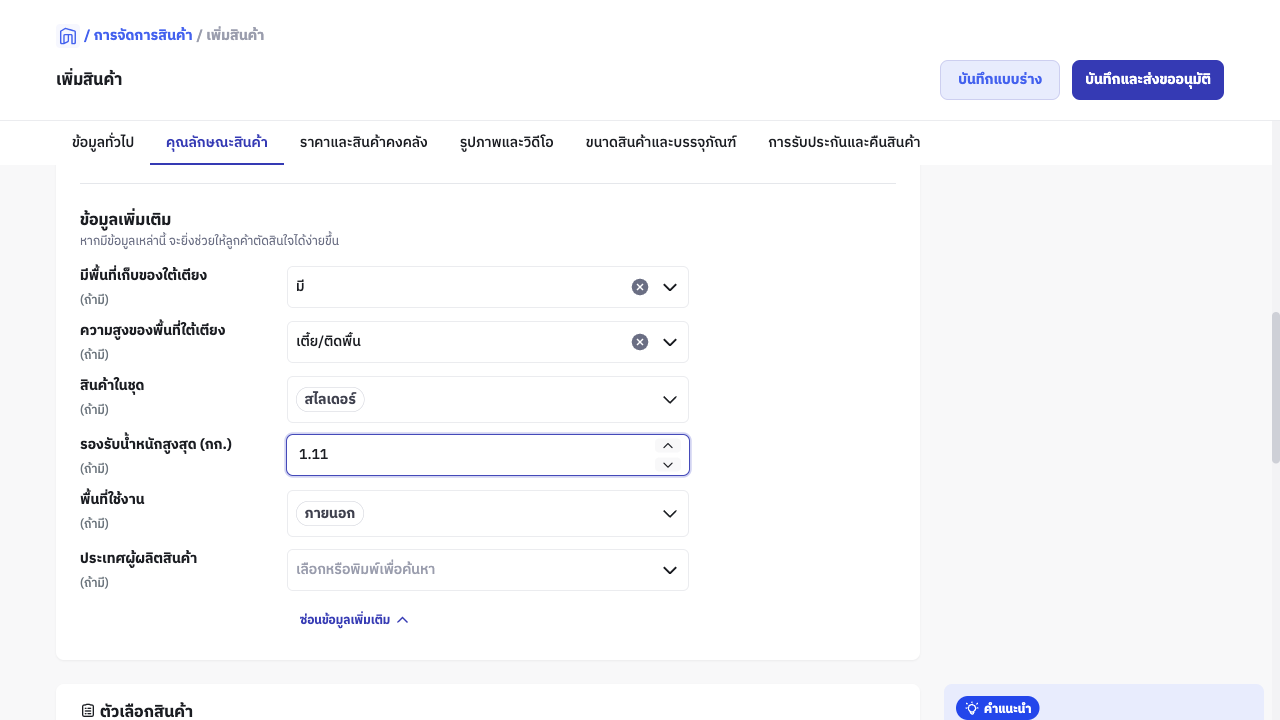 / การจัดการสินค้า / เพิ่มสินค้า
เพิ่มสินค้า
บันทึกแบบร่าง
บันทึกและส่งขออนุมัติ
ข้อมูลทั่วไป
คุณลักษณะสินค้า
ราคาและสินค้าคงคลัง
รูปภาพและวิดีโอ
ขนาดสินค้าและบรรจุภัณฑ์
การรับประกันและคืนสินค้า
ข้อมูลเพิ่มเติม
หากมีข้อมูลเหล่านี้ จะยิ่งช่วยให้ลูกค้าตัดสินใจได้ง่ายขึ้น
มีพื้นที่เก็บของใต้เตียง
(ถ้ามี)
มี
ความสูงของพื้นที่ใต้เตียง
(ถ้ามี)
เตี้ย/ติดพื้น
สินค้าในชุด
(ถ้ามี)
สไลเดอร์
รองรับน้ำหนักสูงสุด (กก.)
(ถ้ามี)
1.11
พื้นที่ใช้งาน
(ถ้ามี)
ภายนอก
ประเทศผู้ผลิตสินค้า
(ถ้ามี)
เลือกหรือพิมพ์เพื่อค้นหา
ซ่อนข้อมูลเพิ่มเติม
ตัวเลือกสินค้า
คำแนะนำ